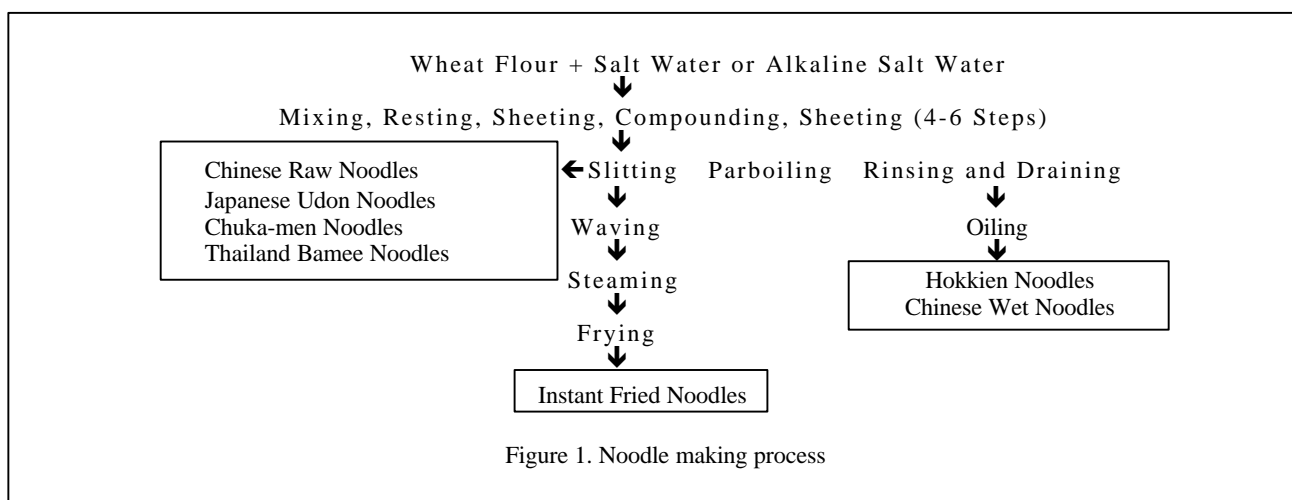 Wheat Flour + Salt Water or Alkaline Salt Water
Mixing, Resting, Sheeting, Compounding, Sheeting (4-6 Steps)
Chinese Raw Noodles
Japanese Udon Noodles
Chuka-men Noodles
Thailand Bamee Noodles
Slitting Parboiling Rinsing and Draining
Waving
Oiling
Steaming
Hokkien Noodles
Chinese Wet Noodles
Frying
Instant Fried Noodles
Figure 1. Noodle making process